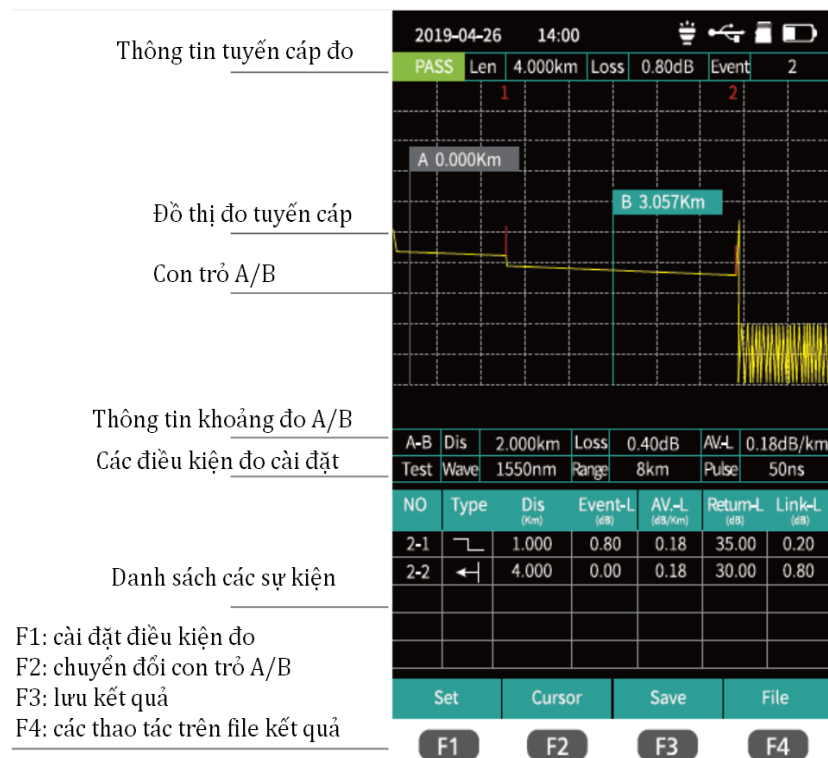 Thông tin tuyến cáp đo
Đồ thị đo tuyến cáp
Con trỏ A/B
Thông tin khoảng đo A/B
Các điều kiện đo cài đặt
Danh sách các sự kiện
F1: cài đặt điều kiện đo
F2: chuyển đổi con trỏ A/B
F3: lưu kết quả
F4: các thao tác trên file kết quả
2019-04-26 14:00
PASS Len 4.000km Loss 0.80dB Event 2
1 2
A 0.000Km
B 3.057Km
A-B Dis 2.000km Loss 0.40dB AV-L 0.18dB/km
Test Wave 1550nm Range 8km Pulse 50ns
NO Type Dis Event-L AV.-L Return-L Link-L
(Km) (dB) (dB/Km) (dB) (dB)
2-1 1.000 0.80 0.18 35.00 0.20
2-2 4.000 0.00 0.18 30.00 0.80
Set Cursor Save File
F1 F2 F3 F4